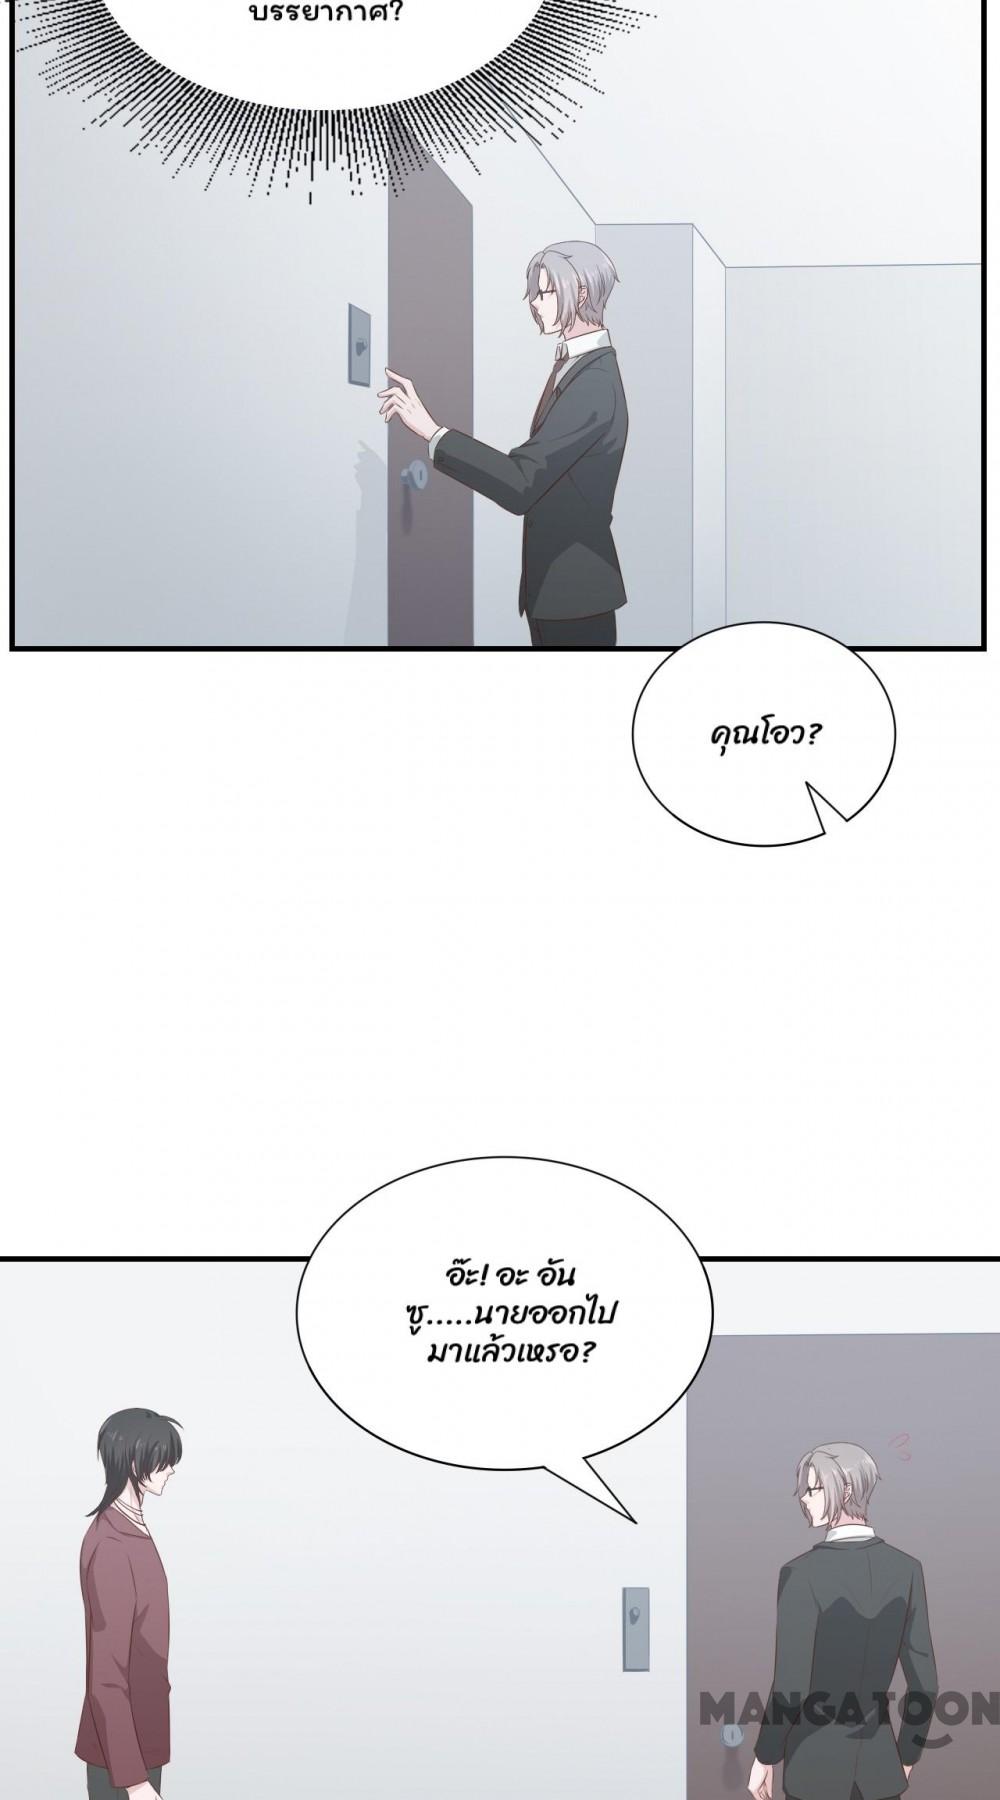 บรรยากาศ?
คุณโอว?
อ๊ะ! อะ อัน
ซู.....นายออกไป
มาแล้วเหรอ?
MANGATOON